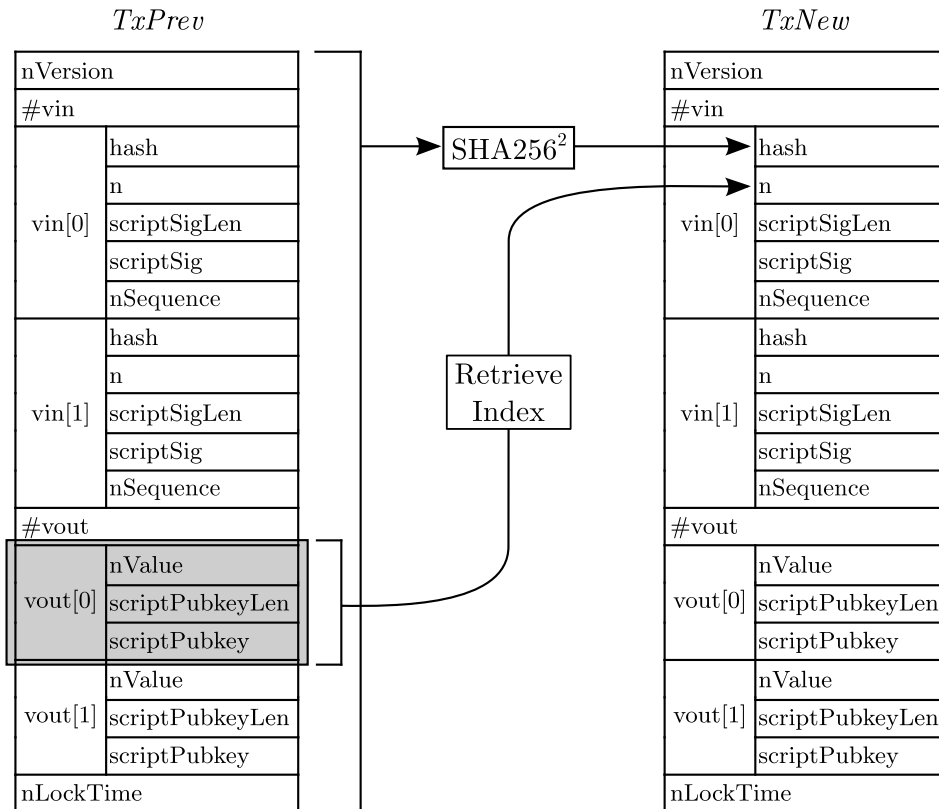 TxPrev
nVersion
#vin
vin[0]
hash
n
scriptSigLen
scriptSig
nSequence
vin[1]
hash
n
scriptSigLen
scriptSig
nSequence
#vout
vout[0]
nValue
scriptPubkeyLen
scriptPubkey
vout[1]
nValue
scriptPubkeyLen
scriptPubkey
nLockTime
SHA256²
Retrieve
Index
TxNew
nVersion
#vin
vin[0]
hash
n
scriptSigLen
scriptSig
nSequence
vin[1]
hash
n
scriptSigLen
scriptSig
nSequence
#vout
vout[0]
nValue
scriptPubkeyLen
scriptPubkey
vout[1]
nValue
scriptPubkeyLen
scriptPubkey
nLockTime